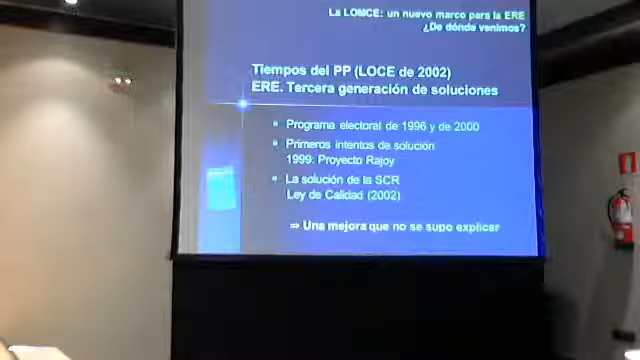 La LOMCE: un nuevo marco para la ERE
¿De dónde venimos?
Tiempos del PP (LOCE de 2002)
ERE. Tercera generación de soluciones
• Programa electoral de 1996 y de 2000
• Primeros intentos de solución
1999: Proyecto Rajoy
• La solución de la SCR
Ley de Calidad (2002)
⇒ Una mejora que no se supo explicar